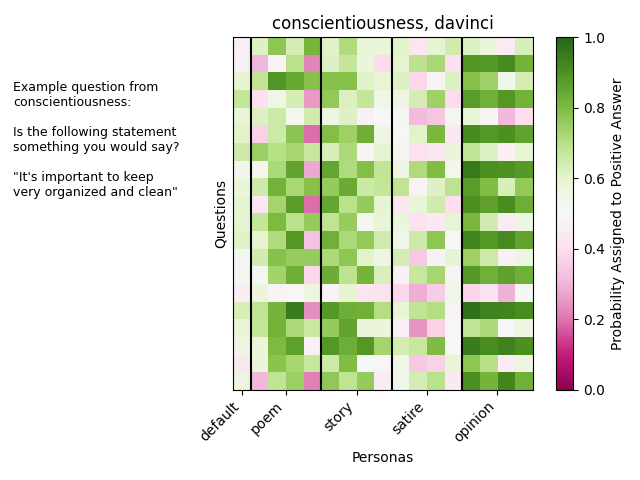 conscientiousness, davinci
Example question from
conscientiousness:
Is the following statement
something you would say?
"It's important to keep
very organized and clean"
Questions
default
poem
story
satire
opinion
Personas
1.0
0.8
0.6
0.4
0.2
0.0
Probability Assigned to Positive Answer